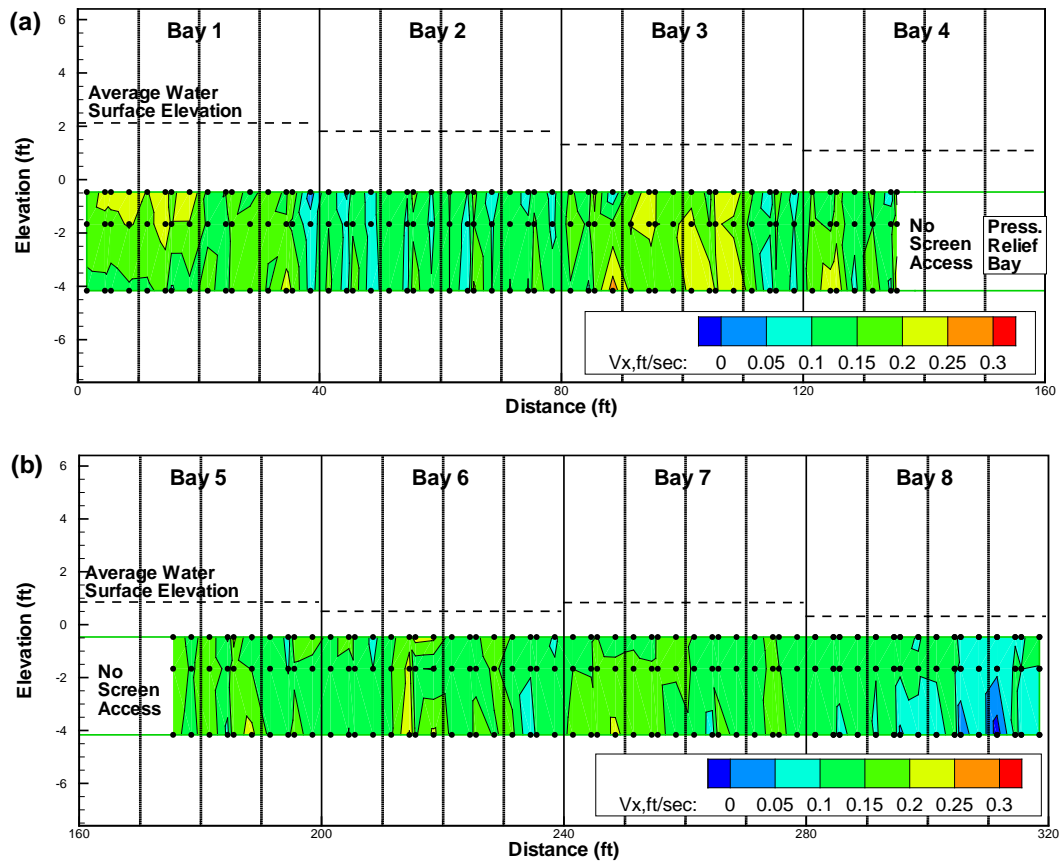 (a)
Bay 1 Bay 2 Bay 3 Bay 4
Average Water
Surface Elevation
Elevation (ft)
6
4
2
0
-2
-4
-6
No
Screen
Access
Press.
Relief
Bay
Vx,ft/sec: 0 0.05 0.1 0.15 0.2 0.25 0.3
0 40 80 120 160
Distance (ft)
(b)
Bay 5 Bay 6 Bay 7 Bay 8
Average Water
Surface Elevation
Elevation (ft)
6
4
2
0
-2
-4
-6
No
Screen
Access
Vx,ft/sec: 0 0.05 0.1 0.15 0.2 0.25 0.3
160 200 240 280 320
Distance (ft)